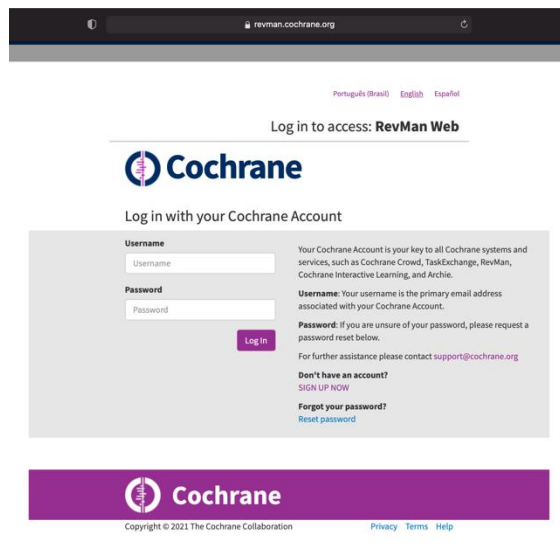 revman.cochrane.org
Português (Brasil) English Español
Log in to access: RevMan Web
Cochrane
Log in with your Cochrane Account
Username
Username
Password
Password
Log In
Your Cochrane Account is your key to all Cochrane systems and
services, such as Cochrane Crowd, TaskExchange, RevMan,
Cochrane Interactive Learning, and Archie.
Username: Your username is the primary email address
associated with your Cochrane Account.
Password: If you are unsure of your password, please request a
password reset below.
For further assistance please contact support@cochrane.org
Don't have an account?
SIGN UP NOW
Forgot your password?
Reset password
Cochrane
Copyright © 2021 The Cochrane Collaboration
Privacy Terms Help